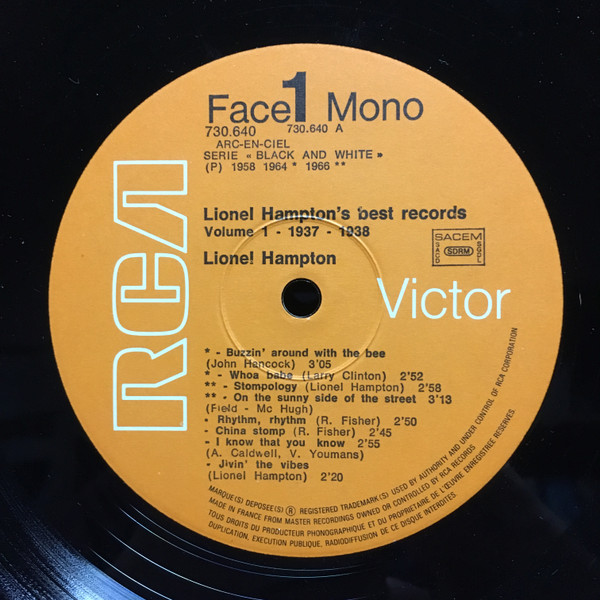 Face 1 Mono
730.640 730.640 A
ARC-EN-CIEL
SERIE « BLACK AND WHITE »
(P) 1958 1964 * 1966 **
RCA
Lionel Hampton's best records
Volume 1 - 1937 - 1938
Lionel Hampton
SACEM
SACD SDRM SGDL
Victor
* - Buzzin' around with the bee
(John Hancock) 3'05
* - Whoa babe (Larry Clinton) 2'52
** - Stompology (Lionel Hampton) 2'58
** - On the sunny side of the street 3'13
(Field - Mc Hugh)
- Rhythm, rhythm (R. Fisher) 2'50
- China stomp (R. Fisher) 2'45
- I know that you know 2'55
(A. Caldwell, V. Youmans)
- Jivin' the vibes
(Lionel Hampton) 2'20
MARQUE(S) DEPOSEE(S) ® REGISTERED TRADEMARK(S) USED BY AUTHORITY AND UNDER CONTROL OF RCA CORPORATION
MADE IN FRANCE FROM MASTER RECORDINGS OWNED OR CONTROLLED BY RCA RECORDS
TOUS DROITS DU PRODUCTEUR PHONOGRAPHIQUE ET DU PROPRIETAIRE DE L'ŒUVRE ENREGISTREE RESERVES.
DUPLICATION, EXECUTION PUBLIQUE, RADIODIFFUSION DE CE DISQUE INTERDITES.